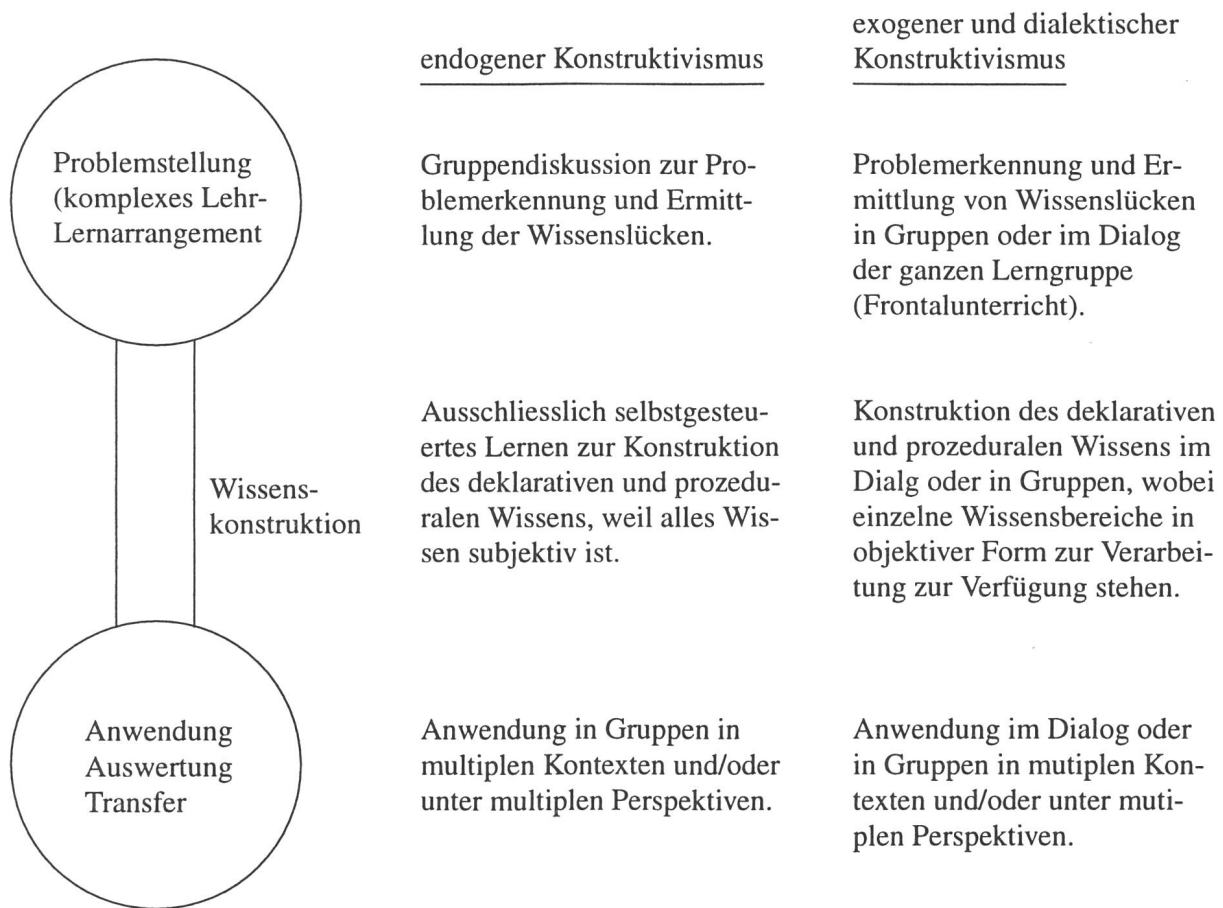 endogener Konstruktivismus
exogener und dialektischer
Konstruktivismus
Problemstellung
(komplexes Lehr-
Lernarrangement
Gruppendiskussion zur Pro-
blemerkennung und Ermitt-
lung der Wissenslücken.
Problemerkennung und Er-
mittlung von Wissenslücken
in Gruppen oder im Dialog
der ganzen Lerngruppe
(Frontalunterricht).
Wissens-
konstruktion
Ausschliesslich selbstgesteu-
ertes Lernen zur Konstruktion
des deklarativen und prozedu-
ralen Wissens, weil alles Wis-
sen subjektiv ist.
Konstruktion des deklarativen
und prozeduralen Wissens im
Dialg oder in Gruppen, wobei
einzelne Wissensbereiche in
objektiver Form zur Verarbei-
tung zur Verfügung stehen.
Anwendung
Auswertung
Transfer
Anwendung in Gruppen in
multiplen Kontexten und/oder
unter multiplen Perspektiven.
Anwendung im Dialog oder
in Gruppen in mutiplen Kon-
texten und/oder unter muti-
plen Perspektiven.